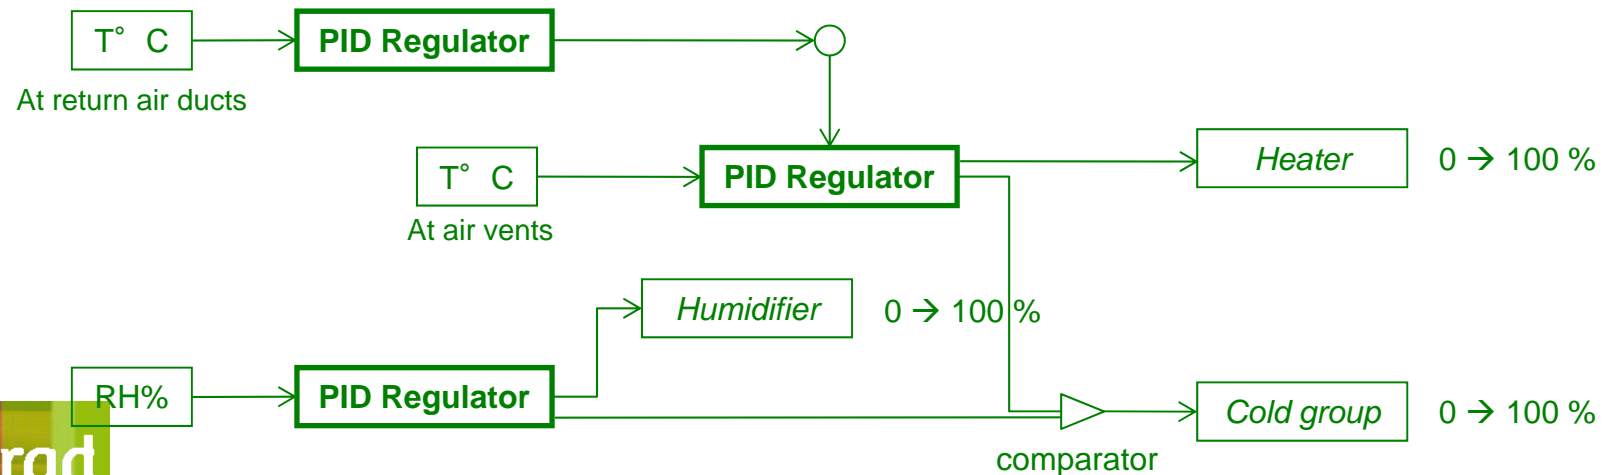 T° C
PID Regulator
At return air ducts
T° C
PID Regulator
Heater
0 → 100 %
At air vents
Humidifier
0 → 100 %
RH%
PID Regulator
Cold group
0 → 100 %
comparator